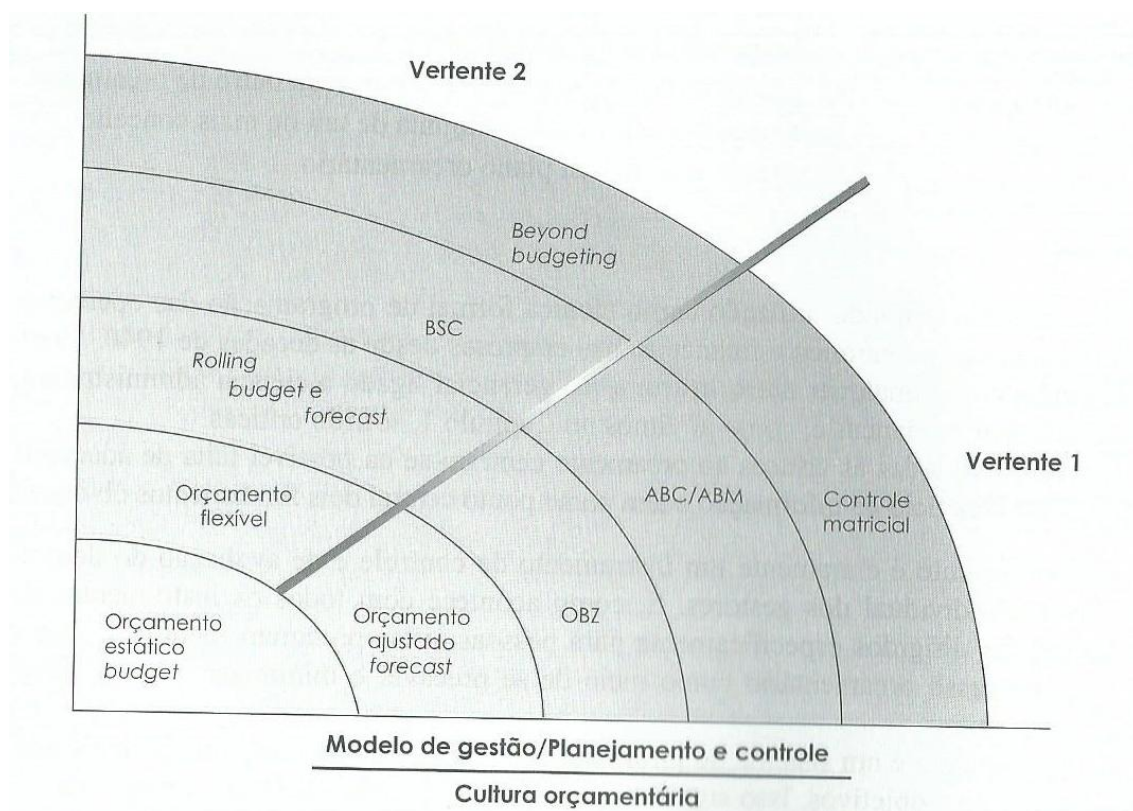 Vertente 2
Beyond
budgeting
BSC
Rolling
budget e
forecast
Vertente 1
ABC/ABM
Controle
matricial
Orçamento
flexível
OBZ
Orçamento
estático
budget
Orçamento
ajustado
forecast
Modelo de gestão/Planejamento e controle
Cultura orçamentária